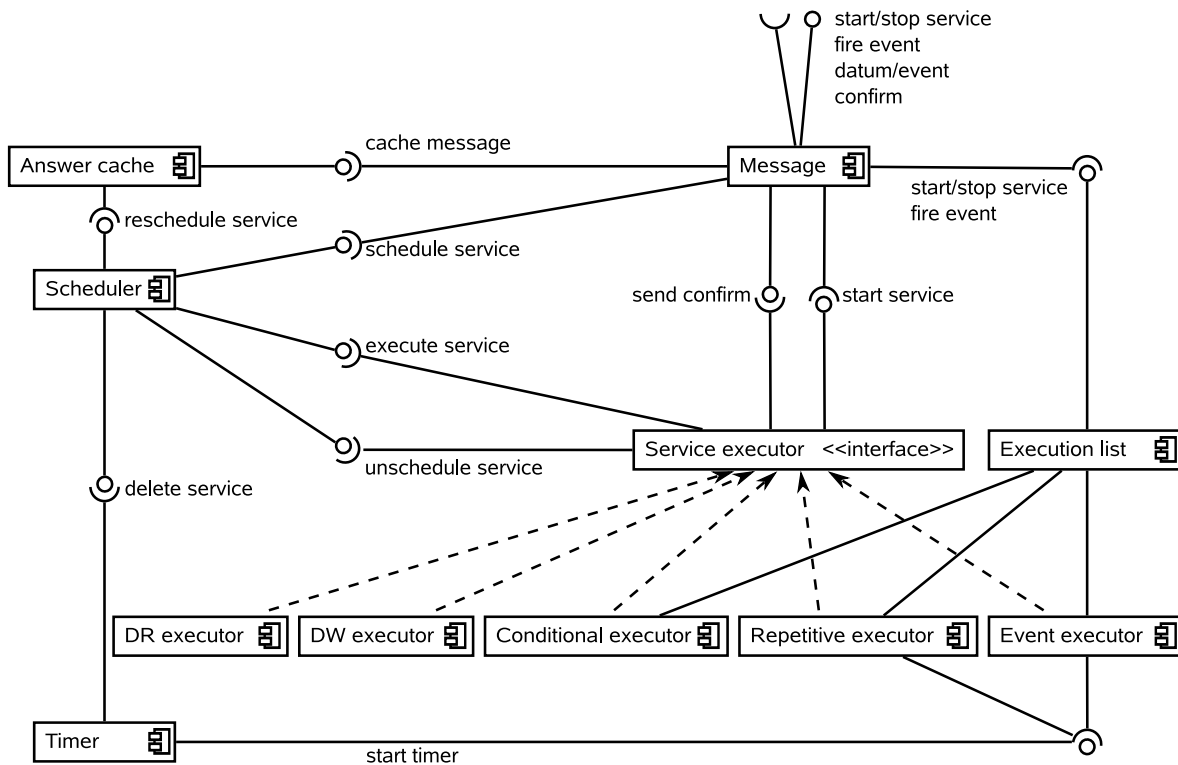 start/stop service
fire event
datum/event
confirm
cache message
Answer cache
Message
start/stop service
fire event
reschedule service
schedule service
Scheduler
send confirm
start service
execute service
Service executor <<interface>>
Execution list
unschedule service
delete service
DR executor
DW executor
Conditional executor
Repetitive executor
Event executor
Timer
start timer